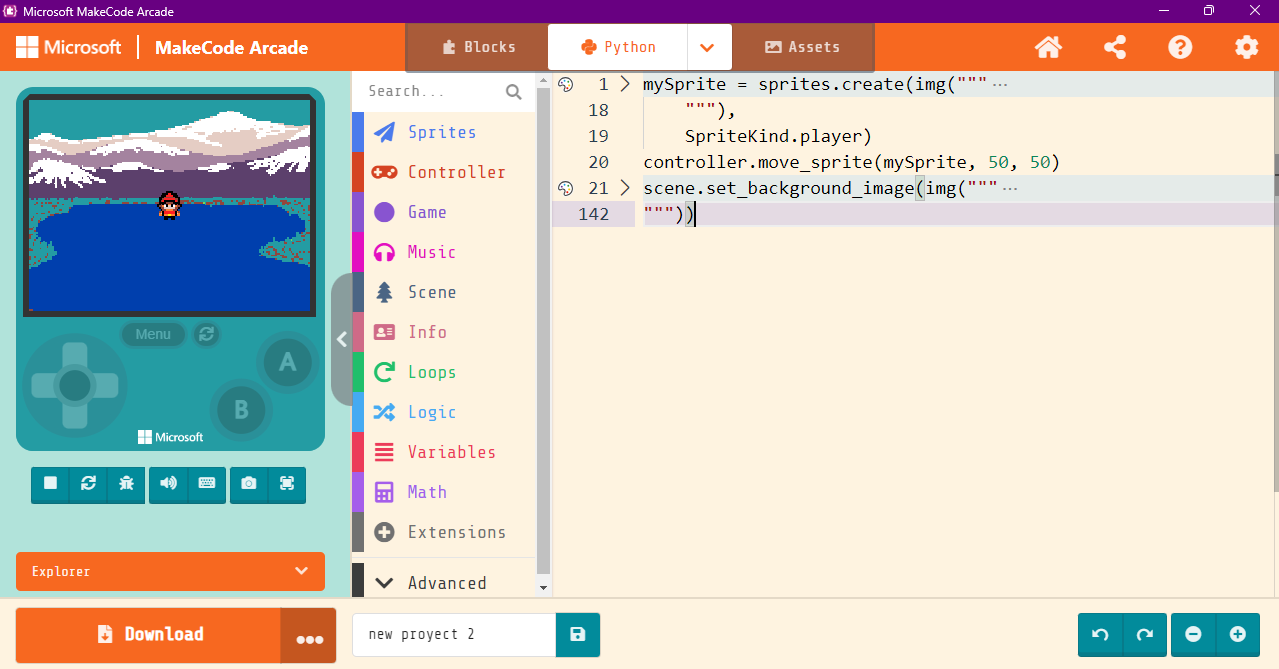 Microsoft MakeCode Arcade
Microsoft MakeCode Arcade Blocks Python Assets
Search...
Sprites
Controller
Game
Music
Scene
Info
Loops
Logic
Variables
Math
Extensions
Advanced
1 mySprite = sprites.create(img("""···
18 """),
19 SpriteKind.player)
20 controller.move_sprite(mySprite, 50, 50)
21 scene.set_background_image(img("""···
142 """))
Menu
A
B
Microsoft
Explorer
Download
new proyect 2